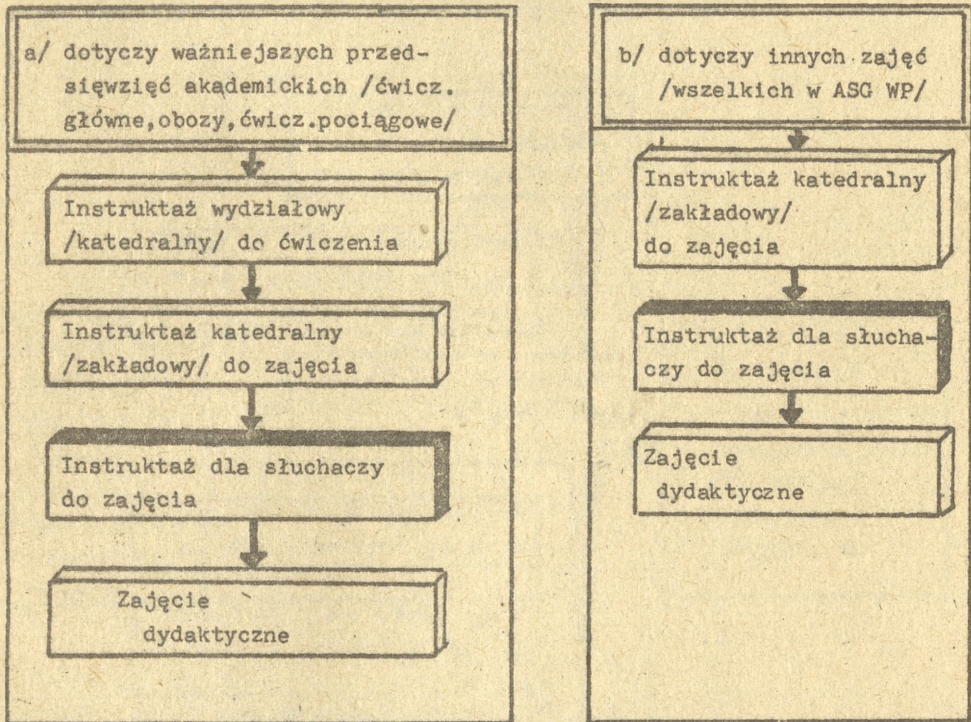 a/ dotyczy ważniejszych przed-
sięwzięć akademickich /ćwicz.
główne,obozy,ćwicz.pociągowe/
Instruktaż wydziałowy
/katedralny/ do ćwiczenia
Instruktaż katedralny
/zakładowy/ do zajęcia
Instruktaż dla słuchaczy
do zajęcia
Zajęcie
dydaktyczne
b/ dotyczy innych zajęć
/wszelkich w ASG WP/
Instruktaż katedralny
/zakładowy/
do zajęcia
Instruktaż dla słucha-
czy do zajęcia
Zajęcie
dydaktyczne